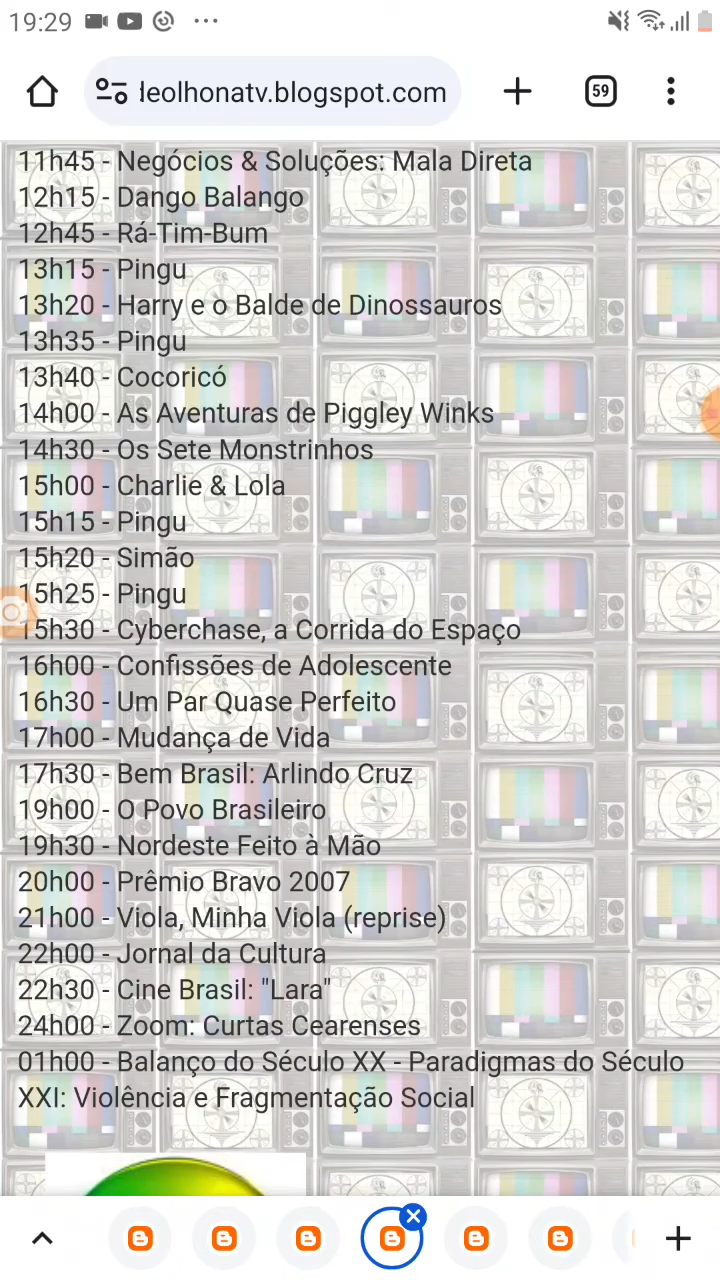 19:29
leolhonatv.blogspot.com
59
11h45 - Negócios & Soluções: Mala Direta
12h15 - Dango Balango
12h45 - Rá-Tim-Bum
13h15 - Pingu
13h20 - Harry e o Balde de Dinossauros
13h35 - Pingu
13h40 - Cocoricó
14h00 - As Aventuras de Piggley Winks
14h30 - Os Sete Monstrinhos
15h00 - Charlie & Lola
15h15 - Pingu
15h20 - Simão
15h25 - Pingu
15h30 - Cyberchase, a Corrida do Espaço
16h00 - Confissões de Adolescente
16h30 - Um Par Quase Perfeito
17h00 - Mudança de Vida
17h30 - Bem Brasil: Arlindo Cruz
19h00 - O Povo Brasileiro
19h30 - Nordeste Feito à Mão
20h00 - Prêmio Bravo 2007
21h00 - Viola, Minha Viola (reprise)
22h00 - Jornal da Cultura
22h30 - Cine Brasil: "Lara"
24h00 - Zoom: Curtas Cearenses
01h00 - Balanço do Século XX - Paradigmas do Século
XXI: Violência e Fragmentação Social